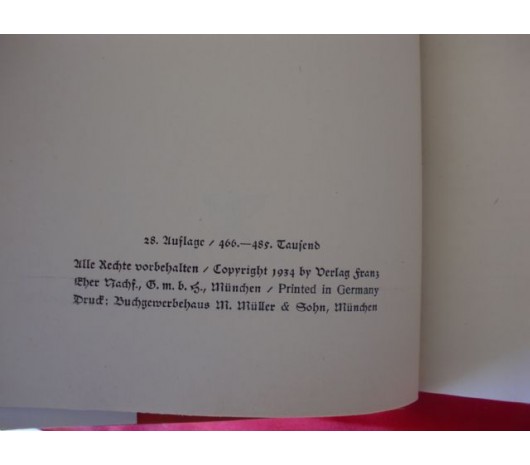 28. Auflage / 466.—485. Tausend
Alle Rechte vorbehalten / Copyright 1934 by Verlag Franz
Eher Nachf., G. m. b. H., München / Printed in Germany
Druck: Buchgewerbehaus M. Müller & Sohn, München